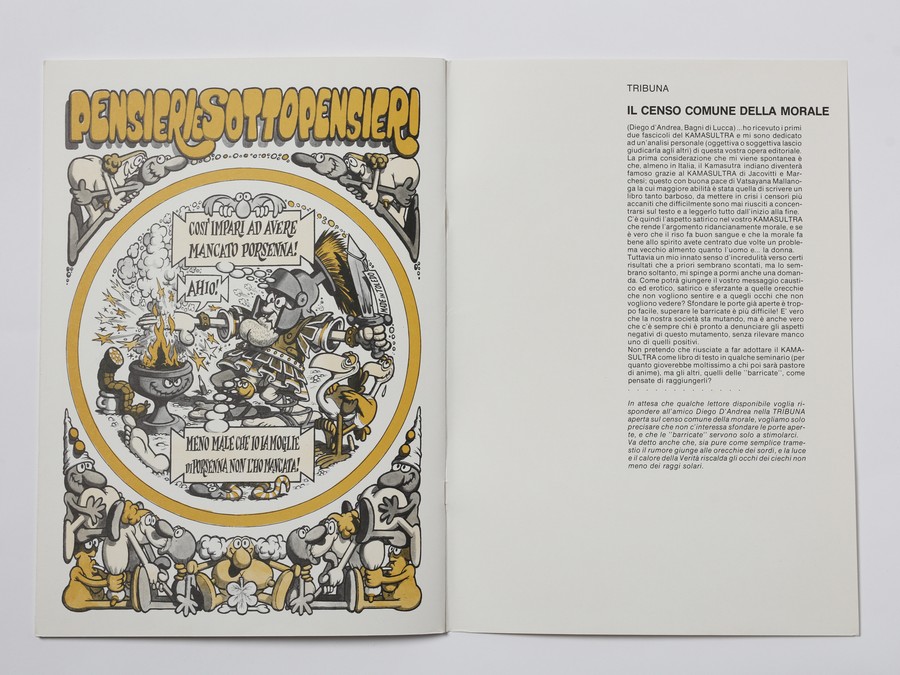 PENSIERI E SOTTOPENSIERI
COSÌ IMPARI AD AVERE
MANCATO PORSENNA!
AHIO!
MADE IN TOLEDO
MENO MALE CHE IO LA MOGLIE
DI PORSENNA NON L'HO MANCATA!
TRIBUNA
IL CENSO COMUNE DELLA MORALE
(Diego d'Andrea, Bagni di Lucca) ...ho ricevuto i primi
due fascicoli del KAMASULTRA e mi sono dedicato
ad un'analisi personale (oggettiva o soggettiva lascio
giudicarla agli altri) di questa vostra opera editoriale.
La prima considerazione che mi viene spontanea è
che, almeno in Italia, il Kamasutra indiano diventerà
famoso grazie al KAMASULTRA di Jacovitti e Mar-
chesi; questo con buona pace di Vatsayana Mallano-
ga la cui maggiore abilità è stata quella di scrivere un
libro tanto barboso, da mettere in crisi i censori più
accaniti che difficilmente sono mai riusciti a concen-
trarsi sul testo e a leggerlo tutto dall'inizio alla fine.
C'è quindi l'aspetto satirico nel vostro KAMASULTRA
che rende l'argomento ridancianamente morale, e se
è vero che il riso fa buon sangue e che la morale fa
bene allo spirito avete centrato due volte un proble-
ma vecchio almento quanto l'uomo e... la donna.
Tuttavia un mio innato senso d'incredulità verso certi
risultati che a priori sembrano scontati, ma lo sem-
brano soltanto, mi spinge a pormi anche una doman-
da. Come potrà giungere il vostro messaggio causti-
co ed erotico, satirico e sferzante a quelle orecchie
che non vogliono sentire e a quegli occhi che non
vogliono vedere? Sfondare le porte già aperte è trop-
po facile, superare le barricate è più difficile! E' vero
che la nostra società sta mutando, ma è anche vero
che c'è sempre chi è pronto a denunciare gli aspetti
negativi di questo mutamento, senza rilevare manco
uno di quelli positivi.
Non pretendo che riusciate a far adottare il KAMA-
SULTRA come libro di testo in qualche seminario (per
quanto gioverebbe moltissimo a chi poi sarà pastore
di anime), ma gli altri, quelli delle "barricate", come
pensate di raggiungerli?
. . . . . . . . . . . .
In attesa che qualche lettore disponibile voglia ri-
spondere all'amico Diego D'Andrea nella TRIBUNA
aperta sul censo comune della morale, vogliamo solo
precisare che non c'interessa sfondare le porte aper-
te, e che le "barricate" servono solo a stimolarci.
Va detto anche che, sia pure come semplice trame-
stio il rumore giunge alle orecchie dei sordi, e la luce
e il calore della Verità riscalda gli occhi dei ciechi non
meno dei raggi solari.